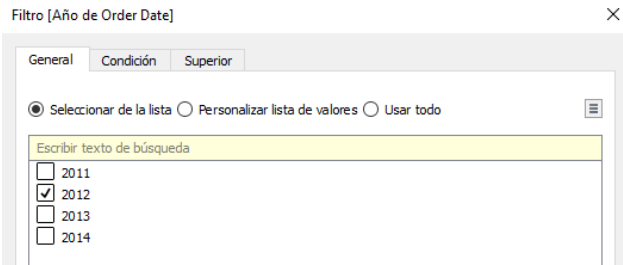 Filtro [Año de Order Date]
General Condición Superior
Seleccionar de la lista Personalizar lista de valores Usar todo
Escribir texto de búsqueda
2011
2012
2013
2014